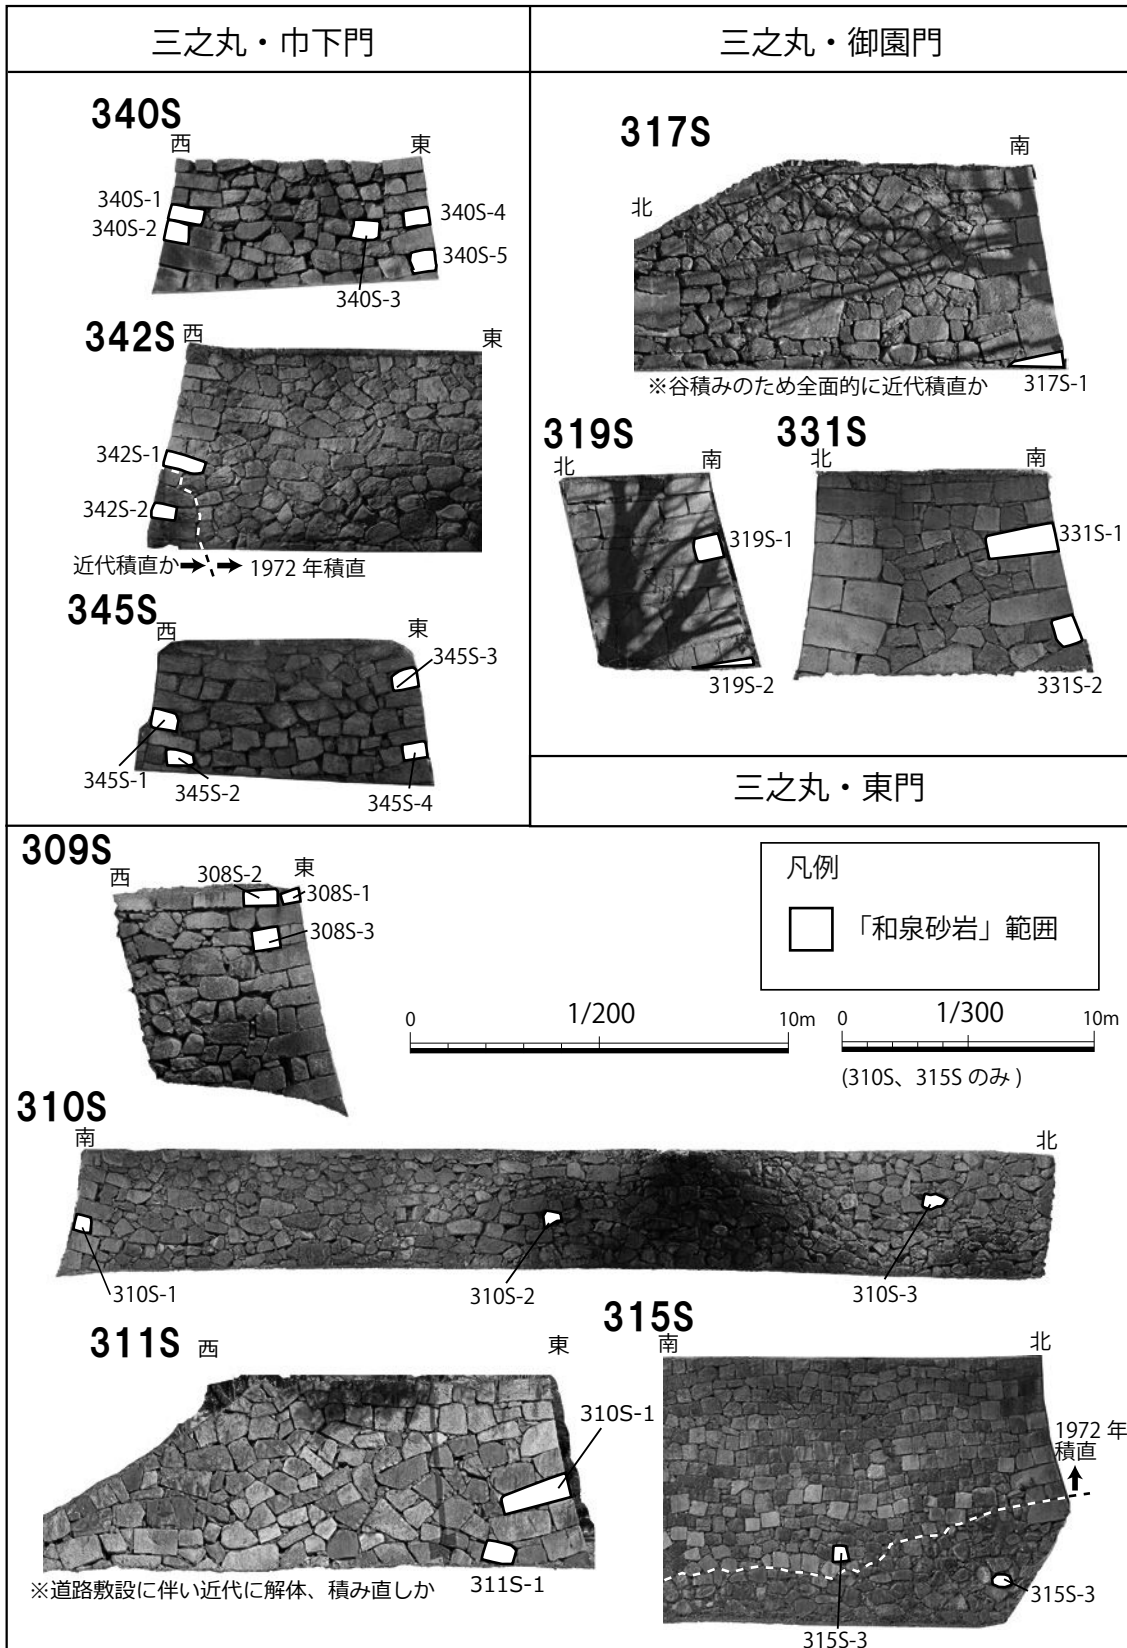 三之丸・巾下門
三之丸・御園門
340S
西
東
340S-1
340S-2
340S-3
340S-4
340S-5
342S
西
東
342S-1
342S-2
近代積直か
1972 年積直
345S
西
東
345S-3
345S-1
345S-2
345S-4
317S
北
南
※谷積みのため全面的に近代積直か
317S-1
319S
北
南
319S-1
319S-2
331S
北
南
331S-1
331S-2
三之丸・東門
309S
西
東
308S-2
308S-1
308S-3
凡例
「和泉砂岩」範囲
0
1/200
10m
0
1/300
10m
(310S、315S のみ )
310S
南
北
310S-1
310S-2
310S-3
311S
西
東
310S-1
311S-1
※道路敷設に伴い近代に解体、積み直しか
315S
南
北
1972 年
積直
315S-3
315S-3